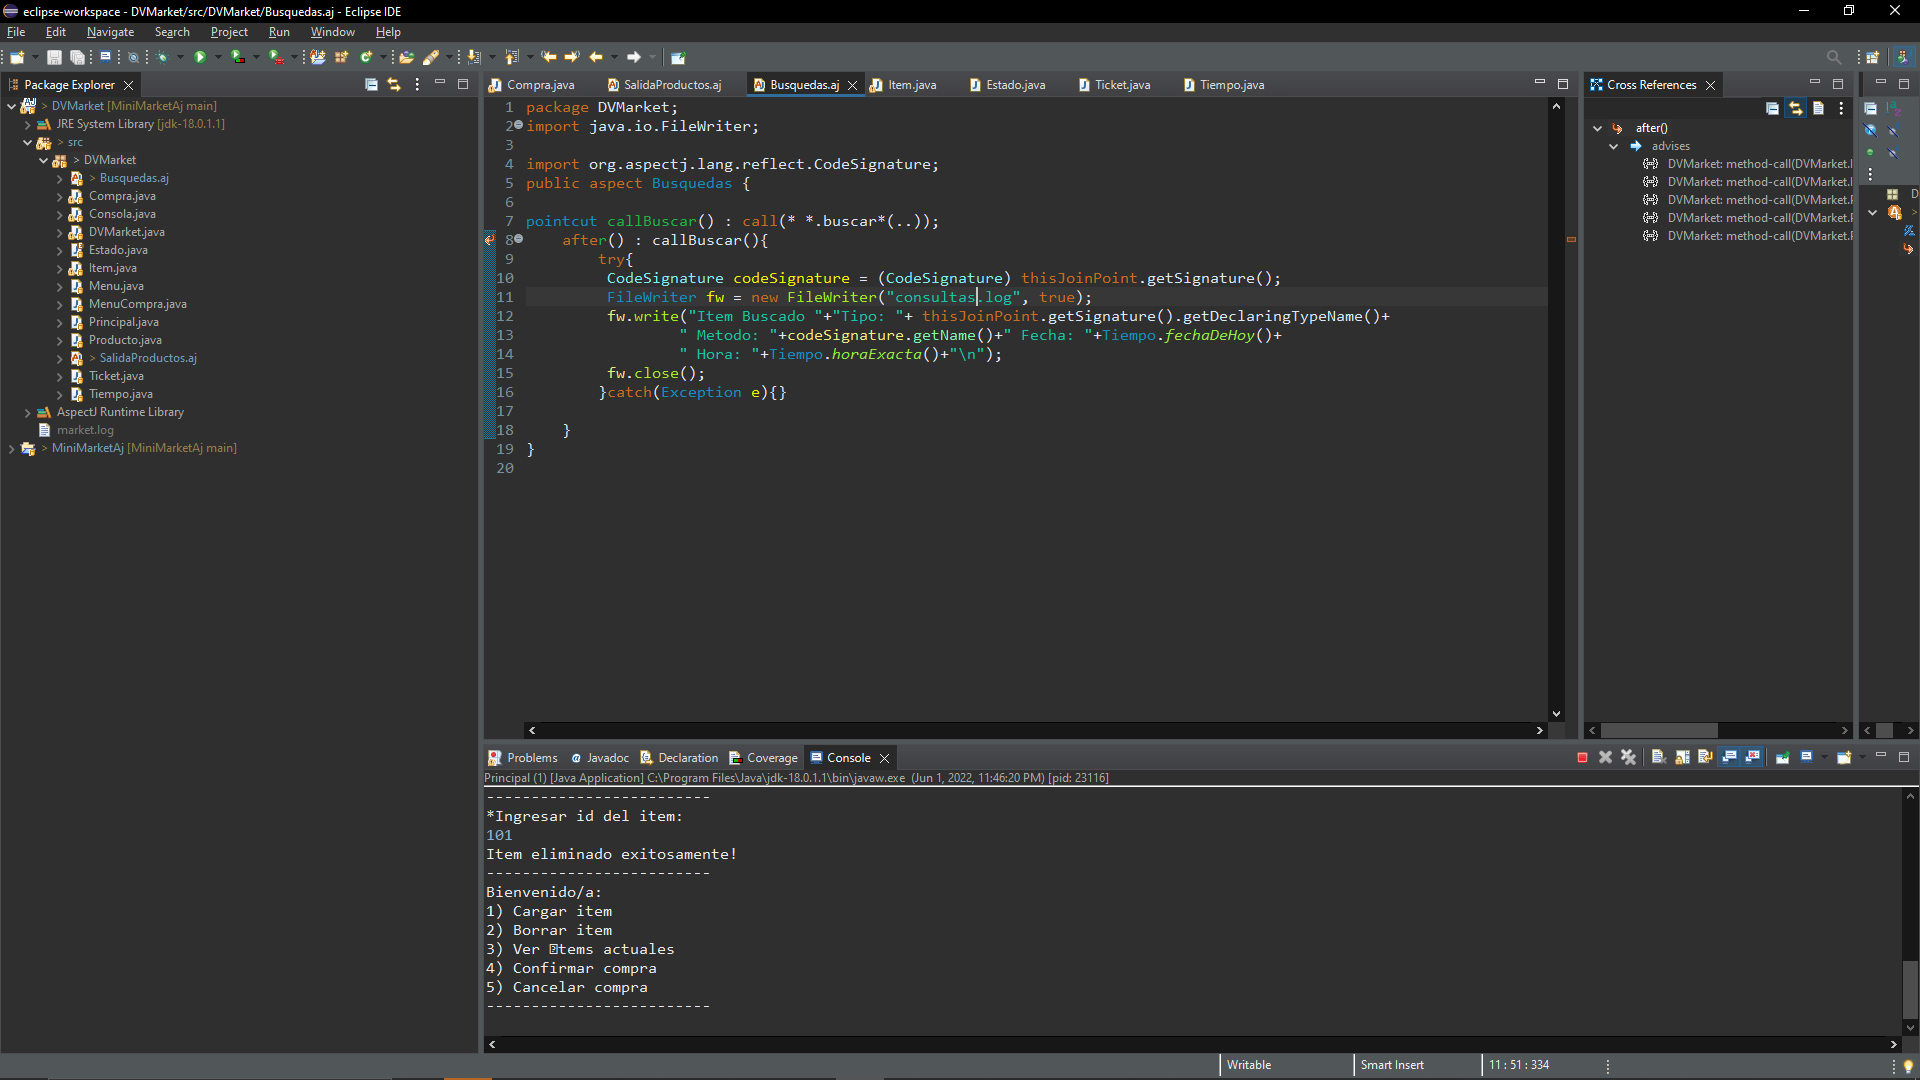 eclipse-workspace - DVMarket/src/DVMarket/Busquedas.aj - Eclipse IDE
File Edit Navigate Search Project Run Window Help
Package Explorer
> DVMarket [MiniMarketAj main]
JRE System Library [jdk-18.0.1.1]
> src
> DVMarket
> Busquedas.aj
Compra.java
Consola.java
DVMarket.java
Estado.java
Item.java
Menu.java
MenuCompra.java
Principal.java
Producto.java
> SalidaProductos.aj
Ticket.java
Tiempo.java
AspectJ Runtime Library
market.log
> MiniMarketAj [MiniMarketAj main]
Compra.java SalidaProductos.aj Busquedas.aj Item.java Estado.java Ticket.java Tiempo.java
1 package DVMarket;
2 import java.io.FileWriter;
3
4 import org.aspectj.lang.reflect.CodeSignature;
5 public aspect Busquedas {
6
7 pointcut callBuscar() : call(* *.buscar*(..));
8     after() : callBuscar(){
9         try{
10          CodeSignature codeSignature = (CodeSignature) thisJoinPoint.getSignature();
11          FileWriter fw = new FileWriter("consultas.log", true);
12          fw.write("Item Buscado "+"Tipo: "+ thisJoinPoint.getSignature().getDeclaringTypeName()+
13                  " Metodo: "+codeSignature.getName()+" Fecha: "+Tiempo.fechaDeHoy()+
14                  " Hora: "+Tiempo.horaExacta()+"\n");
15          fw.close();
16         }catch(Exception e){}
17
18     }
19 }
20
Cross References
after()
advises
DVMarket: method-call(DVMarket.I
DVMarket: method-call(DVMarket.I
DVMarket: method-call(DVMarket.P
DVMarket: method-call(DVMarket.P
DVMarket: method-call(DVMarket.P
D
Problems Javadoc Declaration Coverage Console
Principal (1) [Java Application] C:\Program Files\Java\jdk-18.0.1.1\bin\javaw.exe (Jun 1, 2022, 11:46:20 PM) [pid: 23116]
-------------------------
*Ingresar id del item:
101
Item eliminado exitosamente!
-------------------------
Bienvenido/a:
1) Cargar item
2) Borrar item
3) Ver �tems actuales
4) Confirmar compra
5) Cancelar compra
-------------------------
Writable Smart Insert 11 : 51 : 334